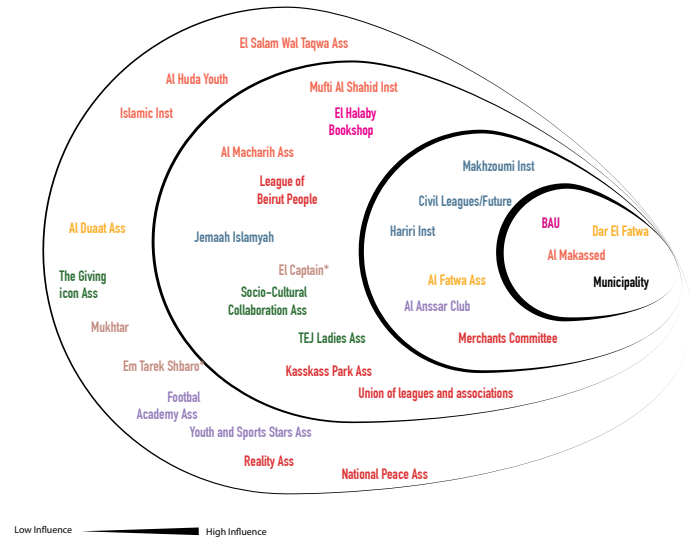 El Salam Wal Taqwa Ass
Al Huda Youth
Mufti Al Shahid Inst
Islamic Inst
El Halaby
Bookshop
Al Macharih Ass
Makhzoumi Inst
League of
Beirut People
Civil Leagues/Future
Al Duaat Ass
Jemaah Islamyah
Hariri Inst
BAU
Dar El Fatwa
Al Makassed
The Giving
icon Ass
El Captain*
Al Fatwa Ass
Municipality
Socio-Cultural
Collaboration Ass
Al Anssar Club
Mukhtar
TEJ Ladies Ass
Merchants Committee
Em Tarek Shbaro*
Kasskass Park Ass
Footbal
Academy Ass
Union of leagues and associations
Youth and Sports Stars Ass
Reality Ass
National Peace Ass
Low Influence
High Influence